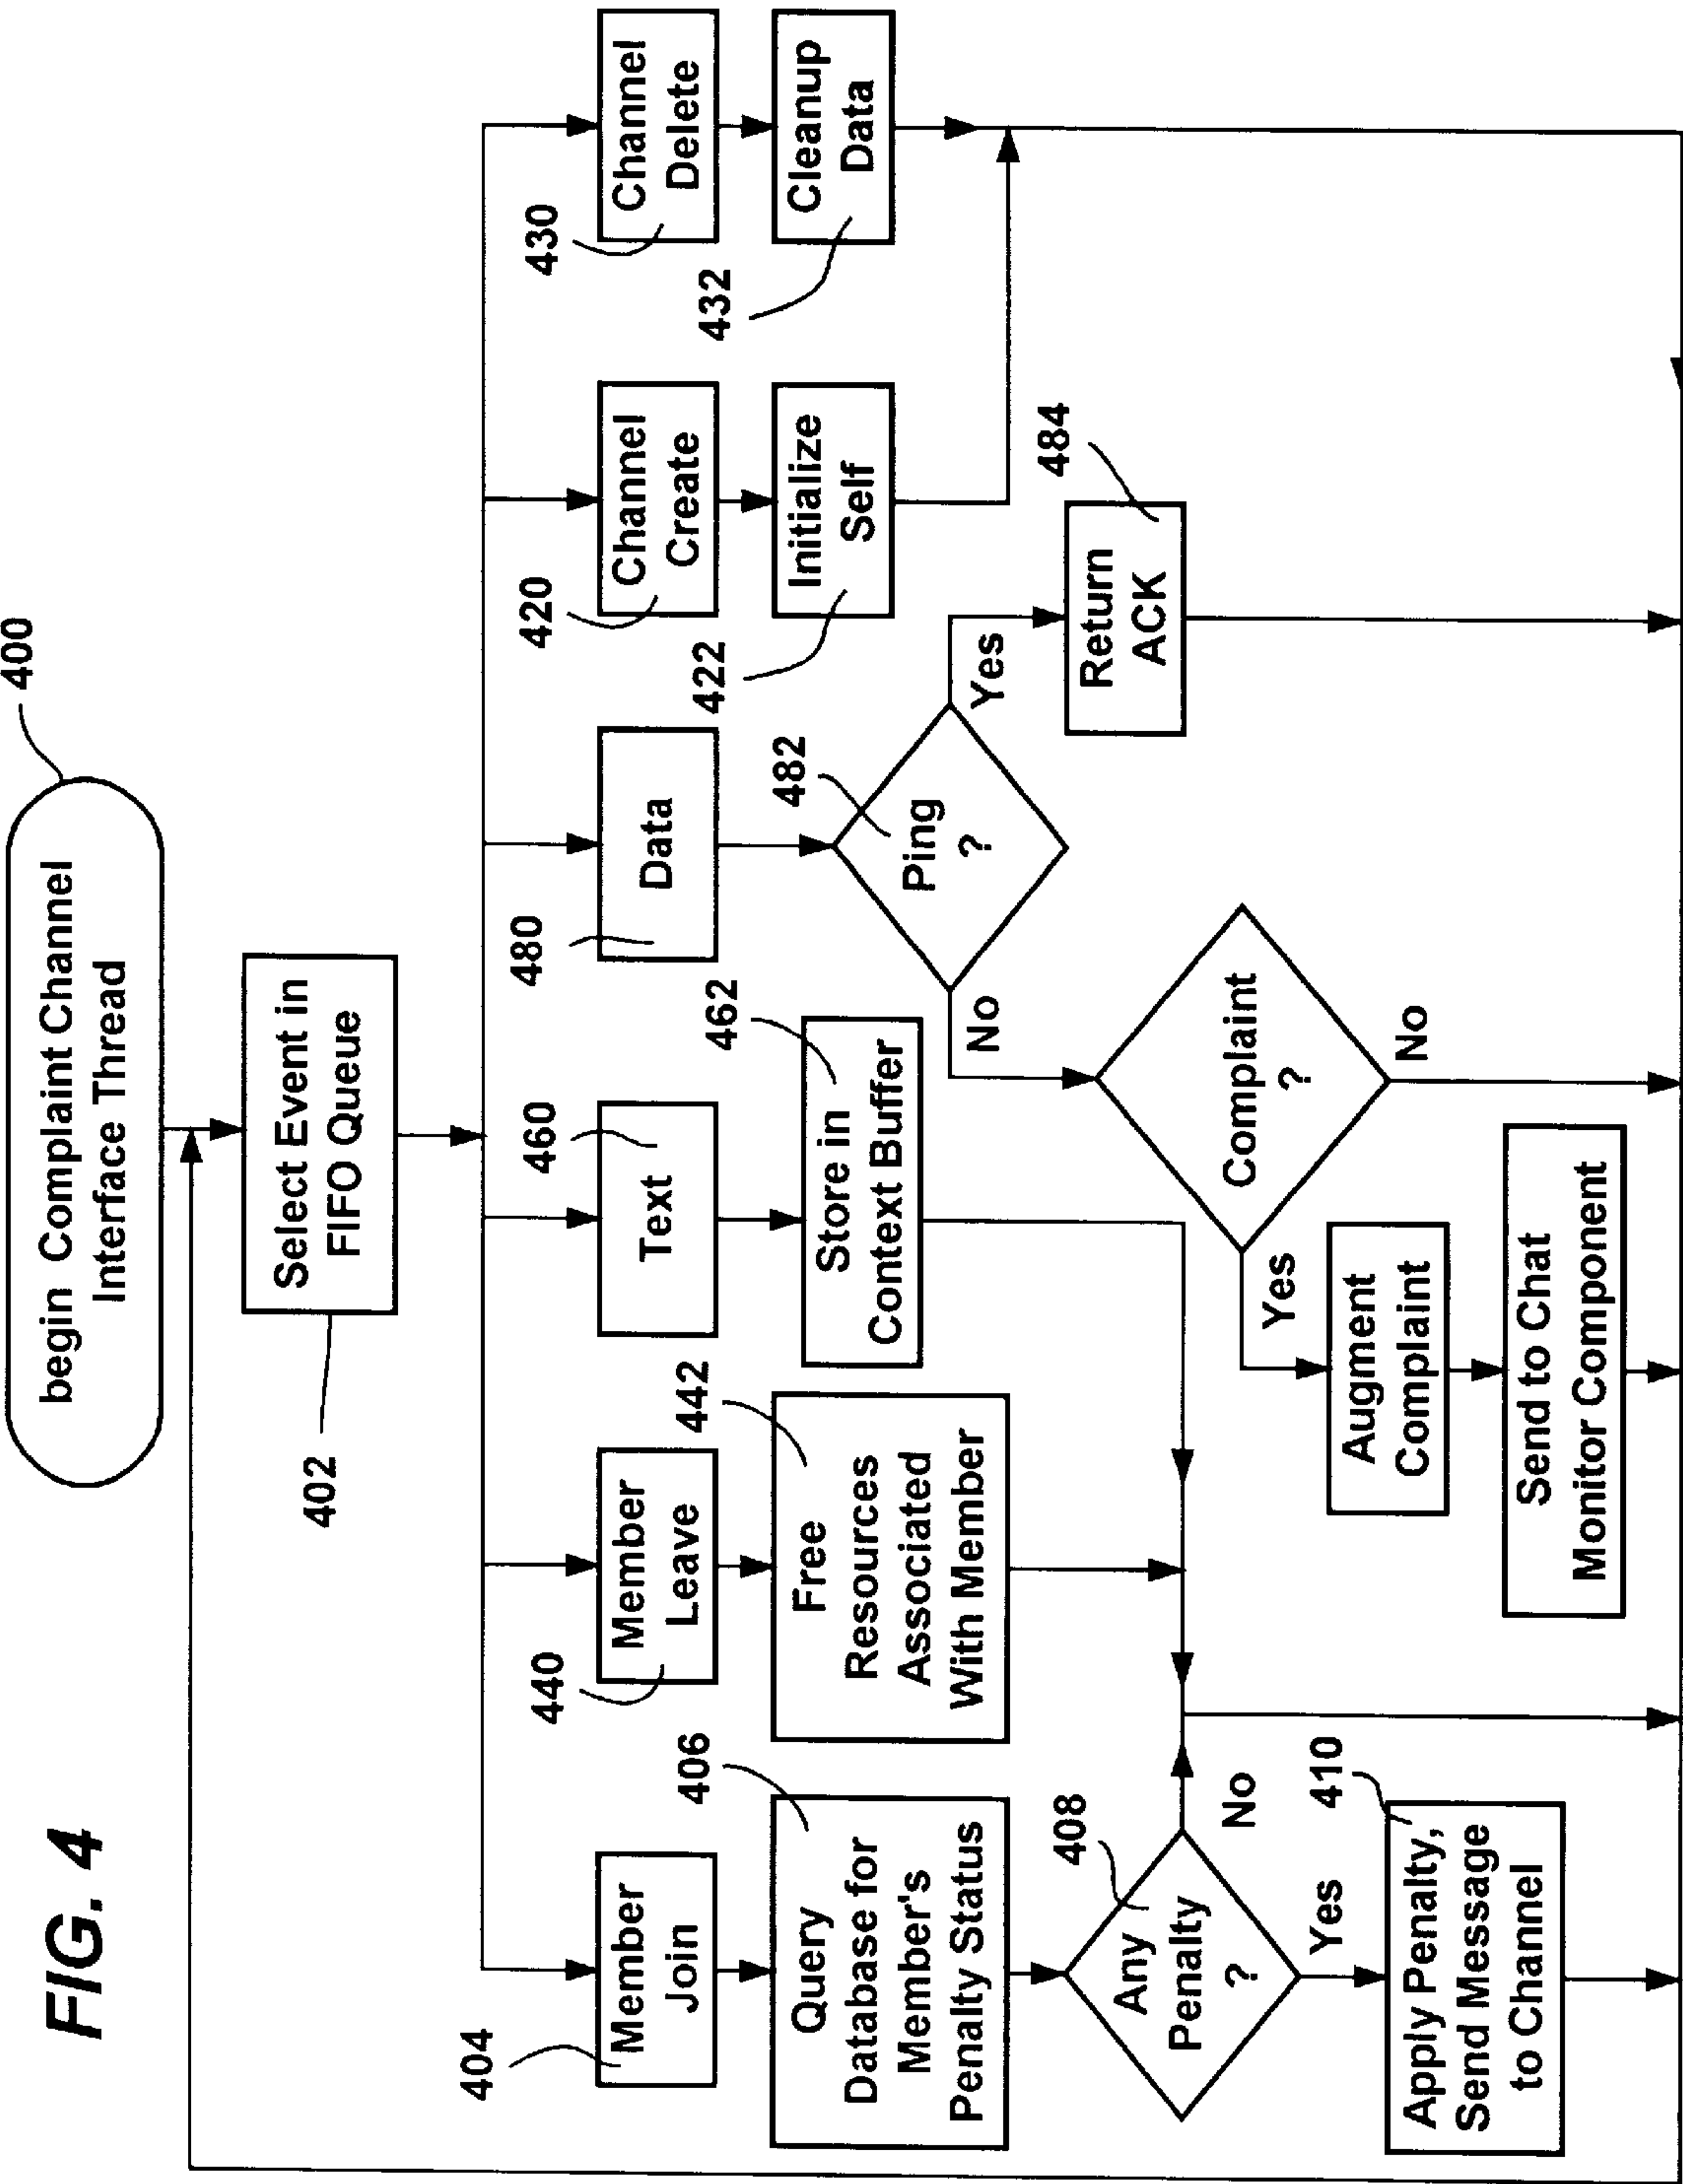 FIG. 4
400
begin Complaint Channel
Interface Thread
Select Event in
FIFO Queue
402
404
Member
Join
440
Member
Leave
460
Text
480
Data
420
Channel
Create
430
Channel
Delete
406
Query
Database for
Member's
Penalty Status
442
Free
Resources
Associated
With Member
462
Store in
Context Buffer
482
Ping
?
422
Initialize
Self
432
Cleanup
Data
No
Yes
484
Return
ACK
408
Any
Penalty
?
No
Yes
Complaint
?
Yes
No
410
Apply Penalty,
Send Message
to Channel
Augment
Complaint
Send to Chat
Monitor Component